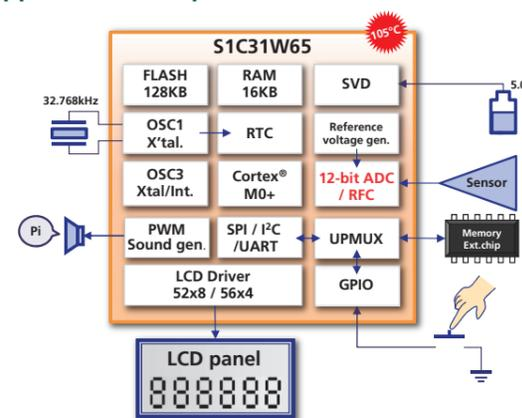 S1C31W65
105°C
FLASH
128KB
RAM
16KB
SVD
5.0
32.768kHz
OSC1
X'tal.
RTC
Reference
voltage gen.
OSC3
Xtal/Int.
Cortex®
M0+
12-bit ADC
/ RFC
Sensor
Pi
PWM
Sound gen.
SPI / I²C
/UART
UPMUX
Memory
Ext.chip
LCD Driver
52x8 / 56x4
GPIO
LCD panel
888888